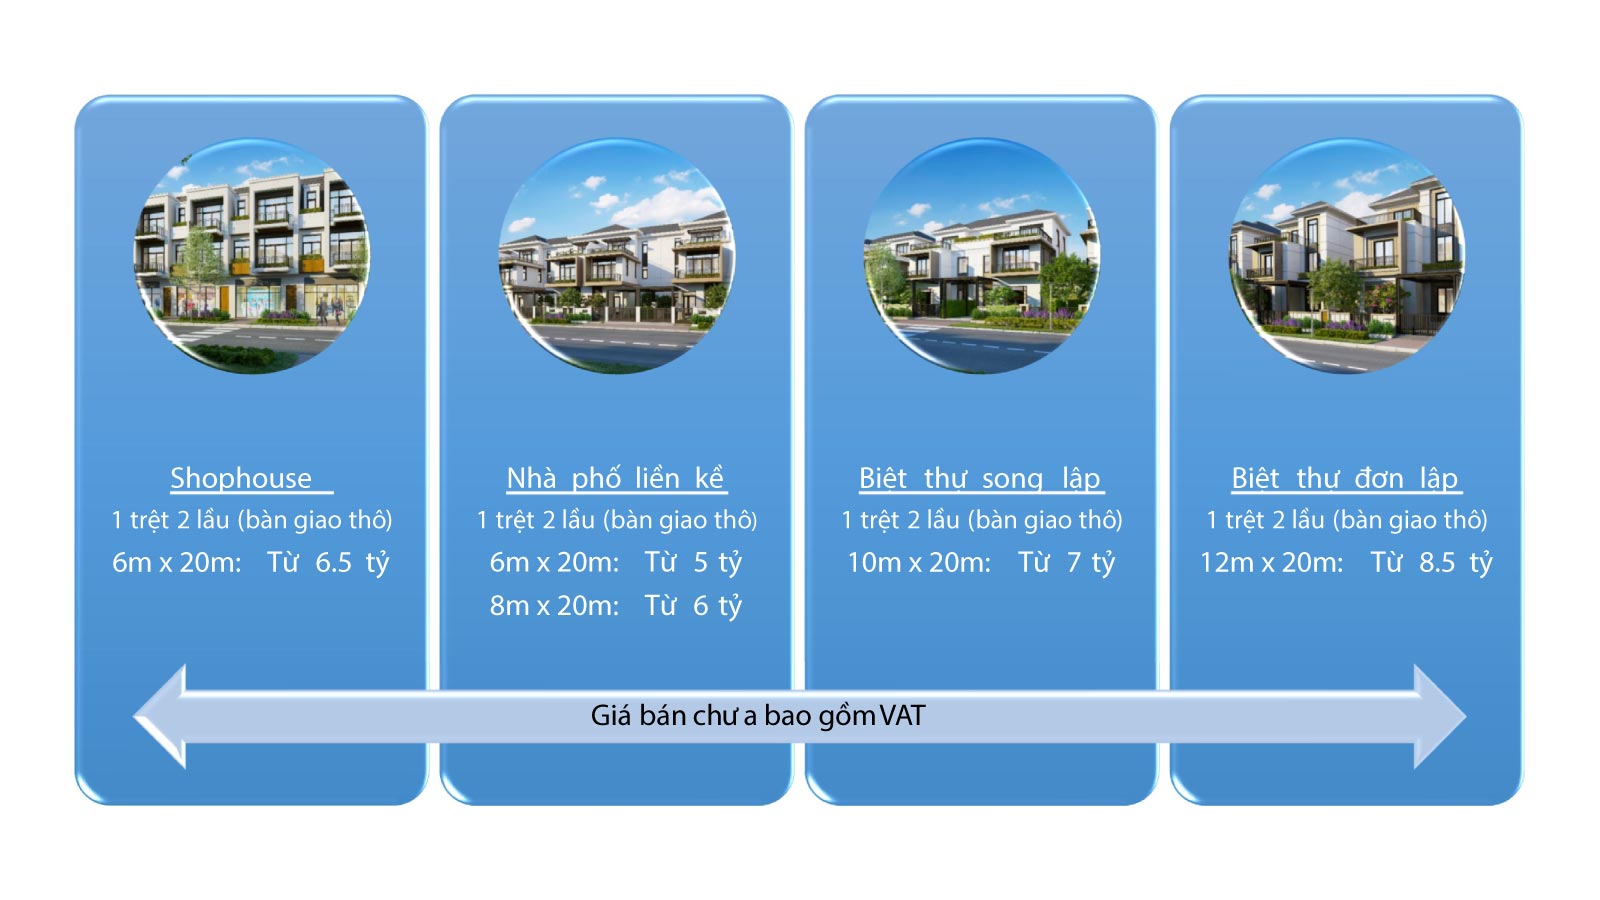 Shophouse
1 trệt 2 lầu (bàn giao thô)
6m x 20m: Từ 6.5 tỷ
Nhà phố liền kề
1 trệt 2 lầu (bàn giao thô)
6m x 20m: Từ 5 tỷ
8m x 20m: Từ 6 tỷ
Biệt thự song lập
1 trệt 2 lầu (bàn giao thô)
10m x 20m: Từ 7 tỷ
Biệt thự đơn lập
1 trệt 2 lầu (bàn giao thô)
12m x 20m: Từ 8.5 tỷ
Giá bán chưa bao gồm VAT